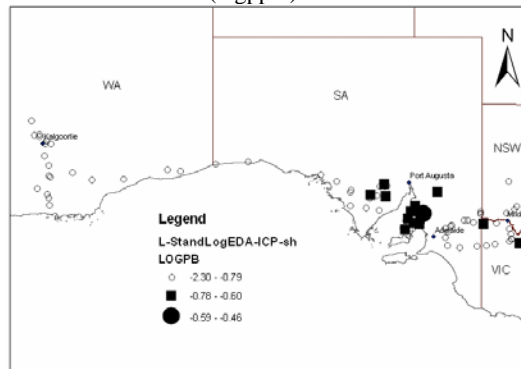 N
WA
SA
Kalgoorlie
NSW
Port Augusta
Adelaide
VIC
Legend
L-StandLogEDA-ICP-sh
LOGPB
-2.30 - -0.79
-0.78 - -0.60
-0.59 - -0.46